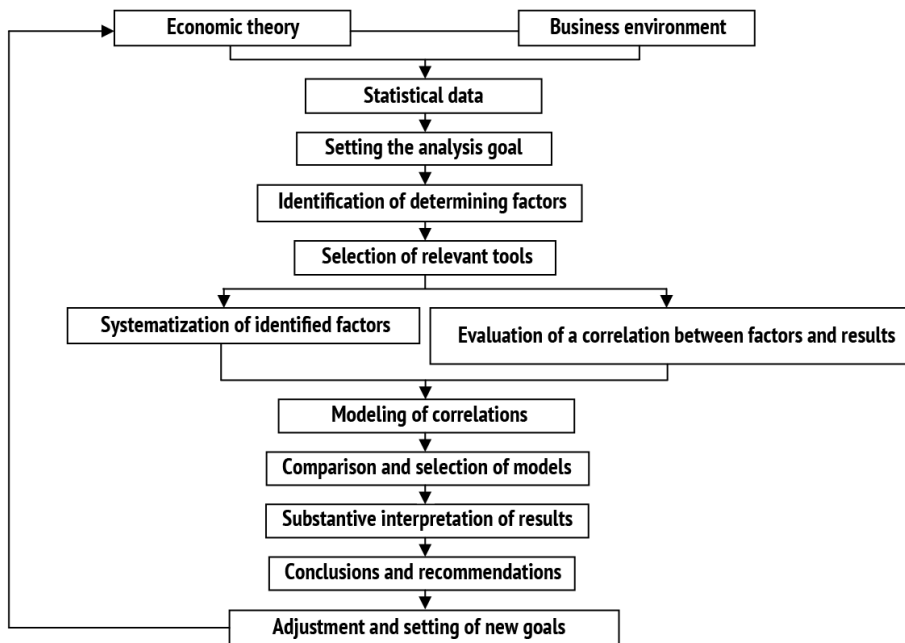 Economic theory
Business environment
Statistical data
Setting the analysis goal
Identification of determining factors
Selection of relevant tools
Systematization of identified factors
Evaluation of a correlation between factors and results
Modeling of correlations
Comparison and selection of models
Substantive interpretation of results
Conclusions and recommendations
Adjustment and setting of new goals